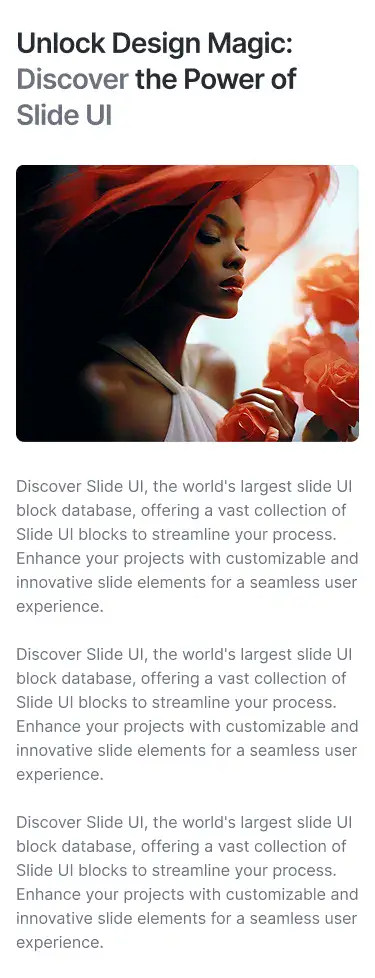 Unlock Design Magic:
Discover the Power of
Slide UI
Discover Slide UI, the world's largest slide UI
block database, offering a vast collection of
Slide UI blocks to streamline your process.
Enhance your projects with customizable and
innovative slide elements for a seamless user
experience.
Discover Slide UI, the world's largest slide UI
block database, offering a vast collection of
Slide UI blocks to streamline your process.
Enhance your projects with customizable and
innovative slide elements for a seamless user
experience.
Discover Slide UI, the world's largest slide UI
block database, offering a vast collection of
Slide UI blocks to streamline your process.
Enhance your projects with customizable and
innovative slide elements for a seamless user
experience.